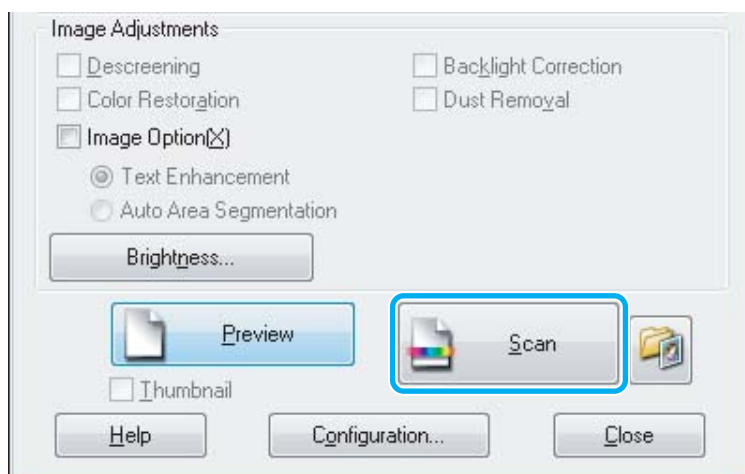 Image Adjustments
Descreening Backlight Correction
Color Restoration Dust Removal
Image Option(X)
Text Enhancement
Auto Area Segmentation
Brightness...
Preview Scan
Thumbnail
Help Configuration... Close